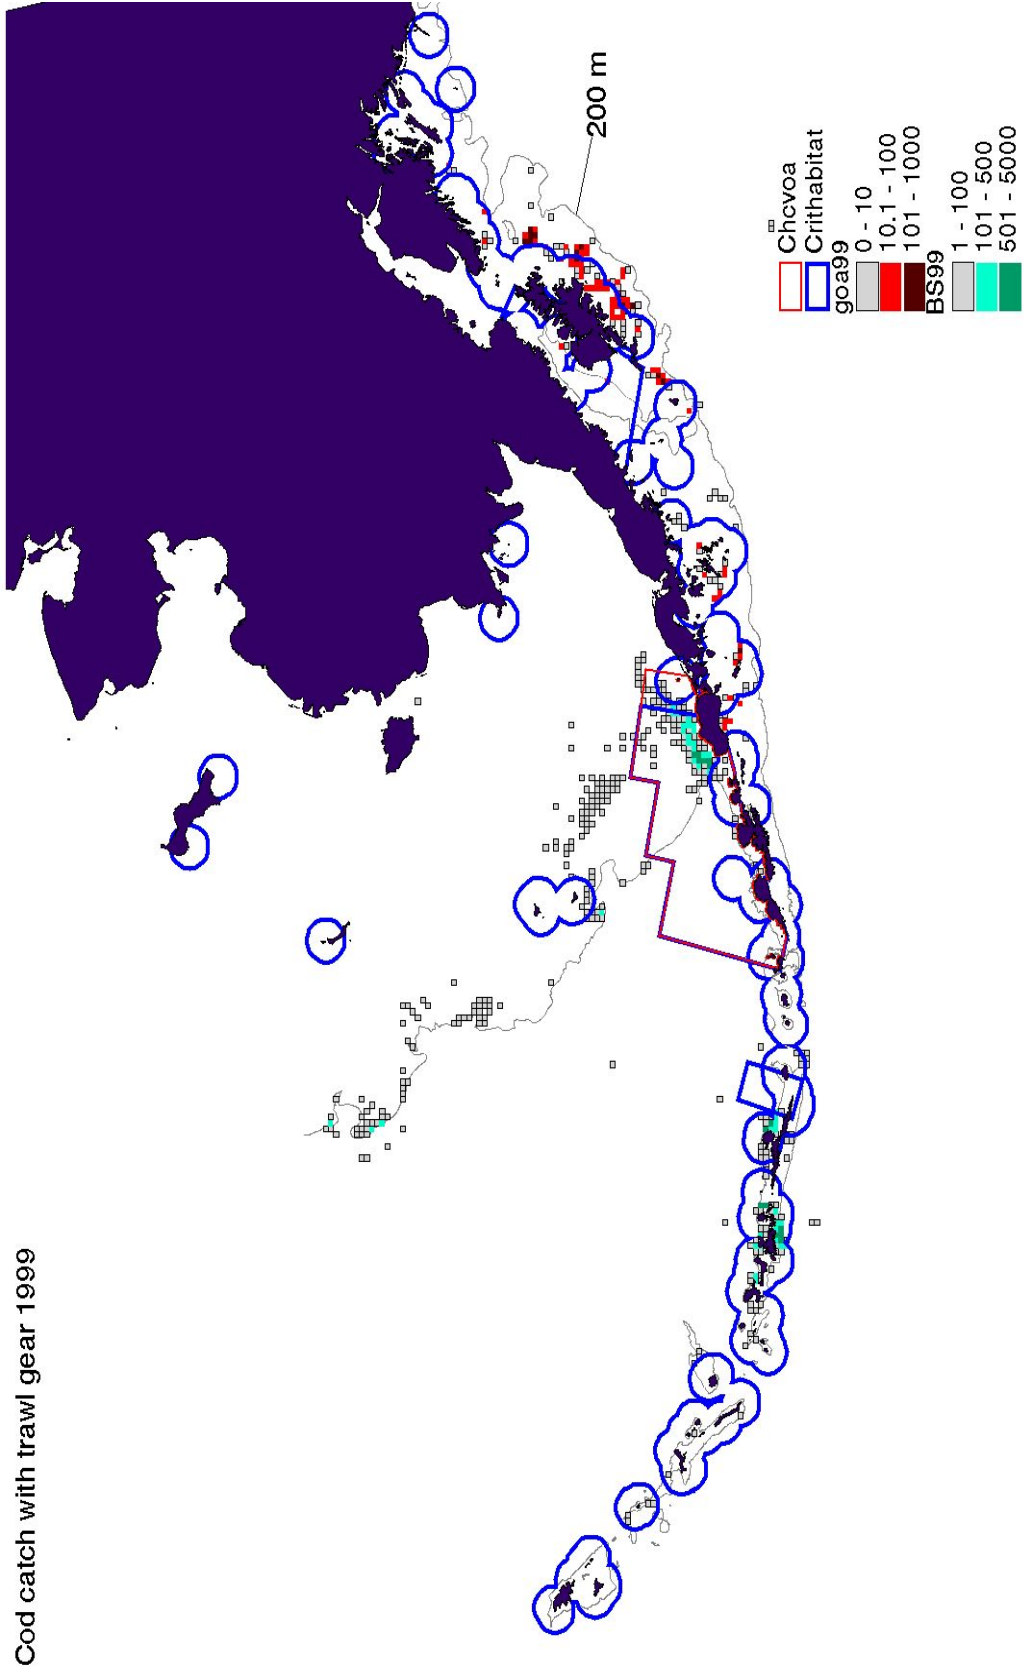 Cod catch with trawl gear 1999
200 m
Chcvoa
Crithabitat
goa99
0 - 10
10.1 - 100
101 - 1000
BS99
1 - 100
101 - 500
501 - 5000